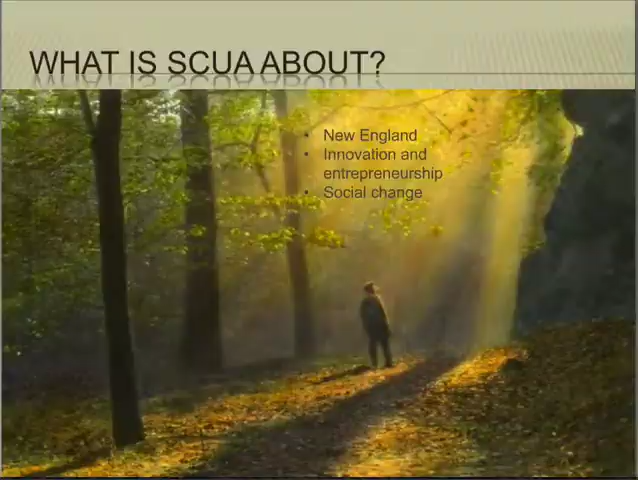 WHAT IS SCUA ABOUT?
• New England
• Innovation and
entrepreneurship
• Social change